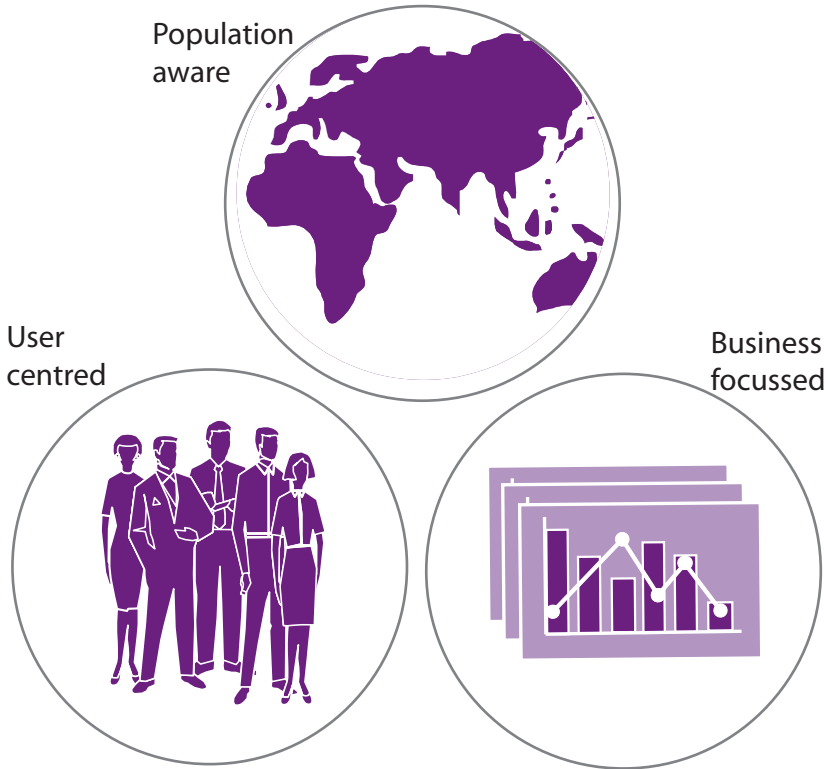 Population
aware
User
centred
Business
focussed